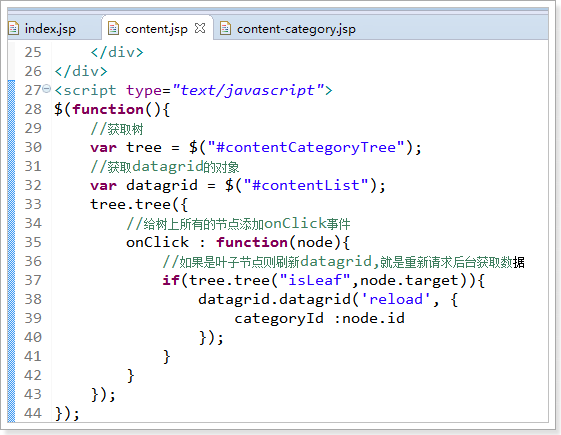 index.jsp content.jsp content-category.jsp
25 </div>
26 </div>
27 <script type="text/javascript">
28 $(function(){
29 //获取树
30 var tree = $("#contentCategoryTree");
31 //获取datagrid的对象
32 var datagrid = $("#contentList");
33 tree.tree({
34 //给树上所有的节点添加onClick事件
35 onClick : function(node){
36 //如果是叶子节点则刷新datagrid,就是重新请求后台获取数据
37 if(tree.tree("isLeaf",node.target)){
38 datagrid.datagrid('reload', {
39 categoryId :node.id
40 });
41 }
42 }
43 });
44 });